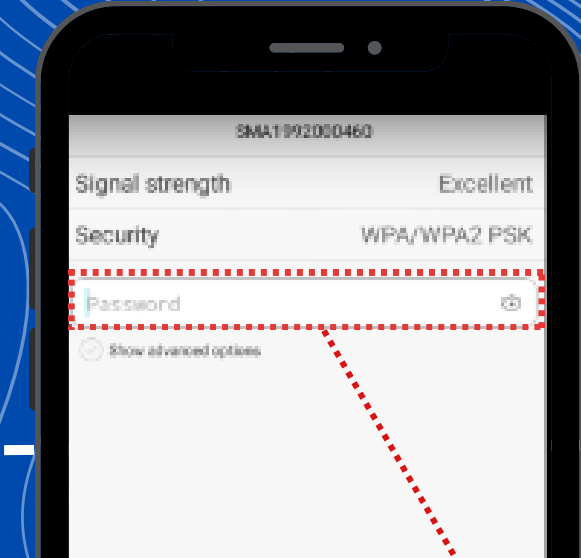 SMA1992000460
Signal strength Excellent
Security WPA/WPA2 PSK
Password
Show advanced options